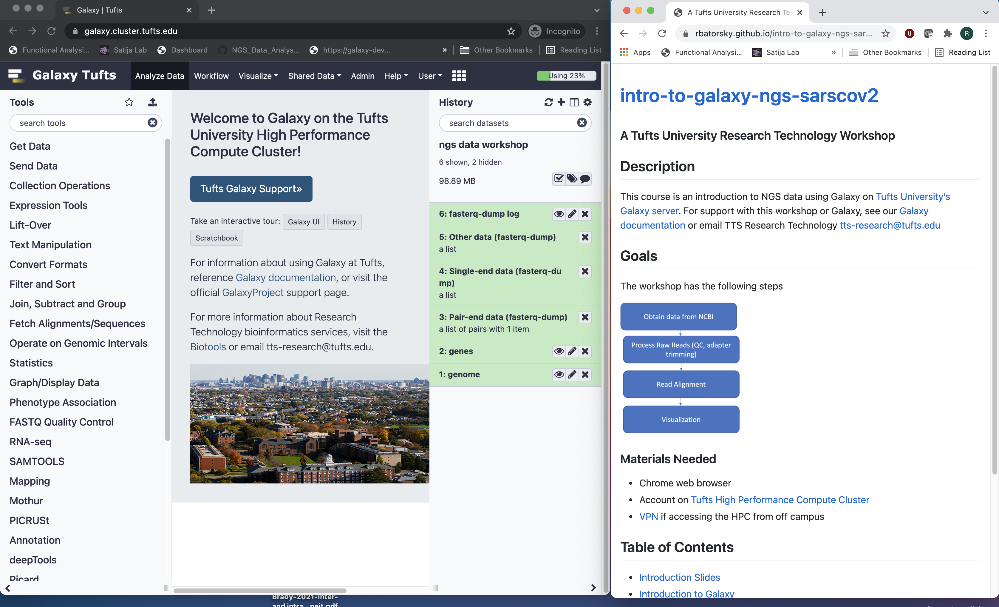 Galaxy | Tufts
galaxy.cluster.tufts.edu
Incognito
Functional Analysi...
Satija Lab
Dashboard
NGS_Data_Analys...
https://galaxy-dev...
»
Other Bookmarks
Reading List
Galaxy Tufts
Analyze Data
Workflow
Visualize
Shared Data
Admin
Help
User
Using 23%
Tools
search tools
Get Data
Send Data
Collection Operations
Expression Tools
Lift-Over
Text Manipulation
Convert Formats
Filter and Sort
Join, Subtract and Group
Fetch Alignments/Sequences
Operate on Genomic Intervals
Statistics
Graph/Display Data
Phenotype Association
FASTQ Quality Control
RNA-seq
SAMTOOLS
Mapping
Mothur
PICRUSt
Annotation
deepTools
Picard
Welcome to Galaxy on the Tufts
University High Performance
Compute Cluster!
Tufts Galaxy Support»
Take an interactive tour: Galaxy UI History
Scratchbook
For information about using Galaxy at Tufts,
reference Galaxy documentation, or visit the
official GalaxyProject support page.
For more information about Research
Technology bioinformatics services, visit the
Biotools or email tts-research@tufts.edu.
History
search datasets
ngs data workshop
6 shown, 2 hidden
98.89 MB
6: fasterq-dump log
5: Other data (fasterq-dump)
a list
4: Single-end data (fasterq-du
mp)
a list
3: Pair-end data (fasterq-dump)
a list of pairs with 1 item
2: genes
1: genome
Brady-2021-Inter-
and intra...neit.pdf
A Tufts University Research Tec
rbatorsky.github.io/intro-to-galaxy-ngs-sar...
R
Apps
Functional Analysi...
Satija Lab
»
Other Bookmarks
Reading List
intro-to-galaxy-ngs-sarscov2
A Tufts University Research Technology Workshop
Description
This course is an introduction to NGS data using Galaxy on Tufts University's
Galaxy server. For support with this workshop or Galaxy, see our Galaxy
documentation or email TTS Research Technology tts-research@tufts.edu
Goals
The workshop has the following steps
Obtain data from NCBI
Process Raw Reads (QC, adapter
trimming)
Read Alignment
Visualization
Materials Needed
• Chrome web browser
• Account on Tufts High Performance Compute Cluster
• VPN if accessing the HPC from off campus
Table of Contents
• Introduction Slides
• Introduction to Galaxy